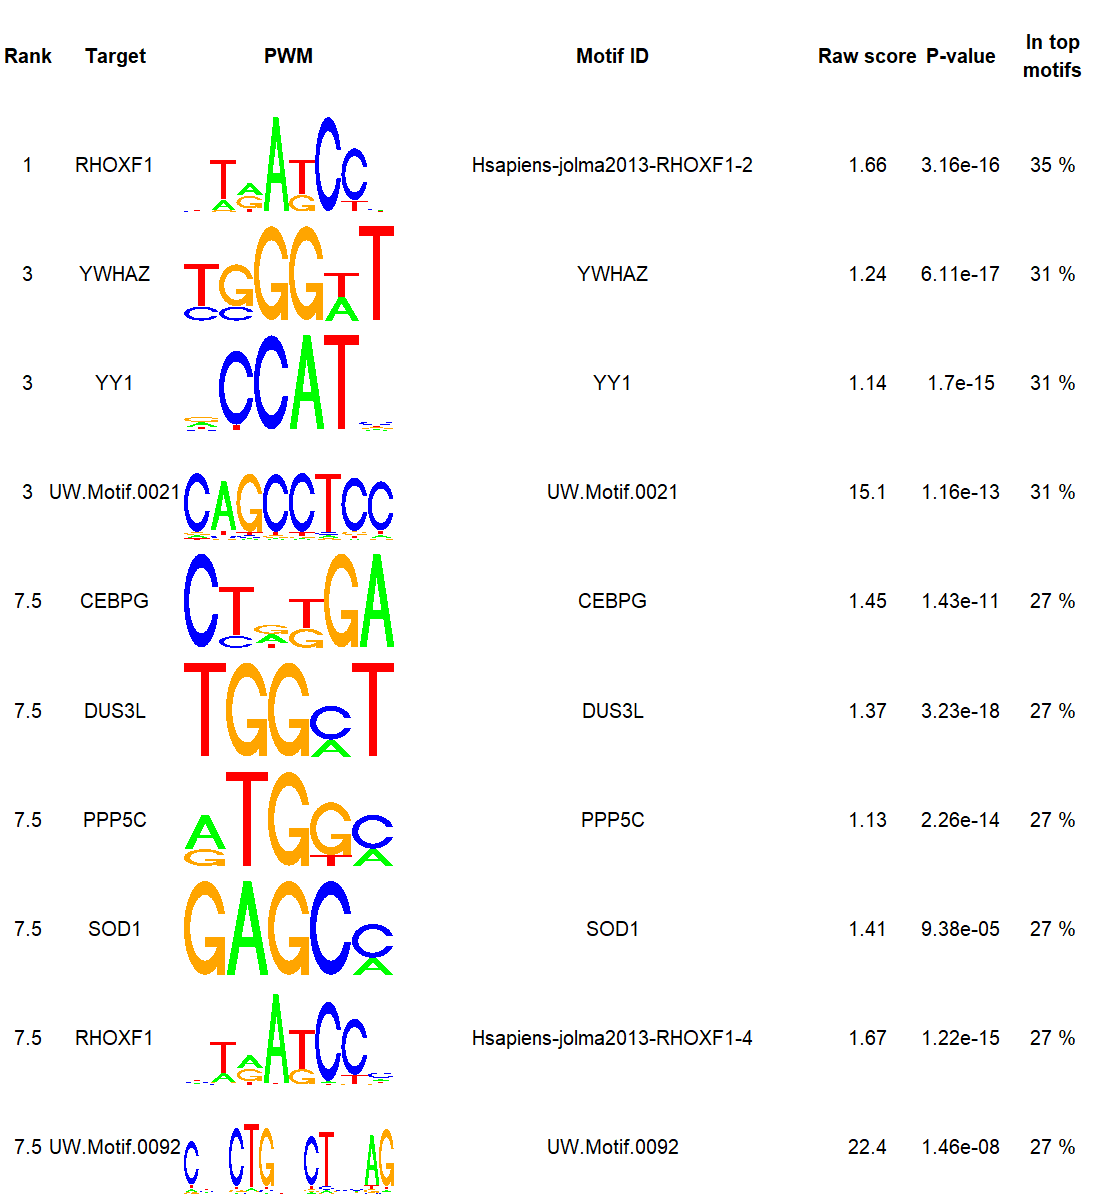 Rank Target PWM Motif ID Raw score P-value In top motifs
1 RHOXF1 Hsapiens-jolma2013-RHOXF1-2 1.66 3.16e-16 35 %
3 YWHAZ YWHAZ 1.24 6.11e-17 31 %
3 YY1 YY1 1.14 1.7e-15 31 %
3 UW.Motif.0021 UW.Motif.0021 15.1 1.16e-13 31 %
7.5 CEBPG CEBPG 1.45 1.43e-11 27 %
7.5 DUS3L DUS3L 1.37 3.23e-18 27 %
7.5 PPP5C PPP5C 1.13 2.26e-14 27 %
7.5 SOD1 SOD1 1.41 9.38e-05 27 %
7.5 RHOXF1 Hsapiens-jolma2013-RHOXF1-4 1.67 1.22e-15 27 %
7.5 UW.Motif.0092 UW.Motif.0092 22.4 1.46e-08 27 %